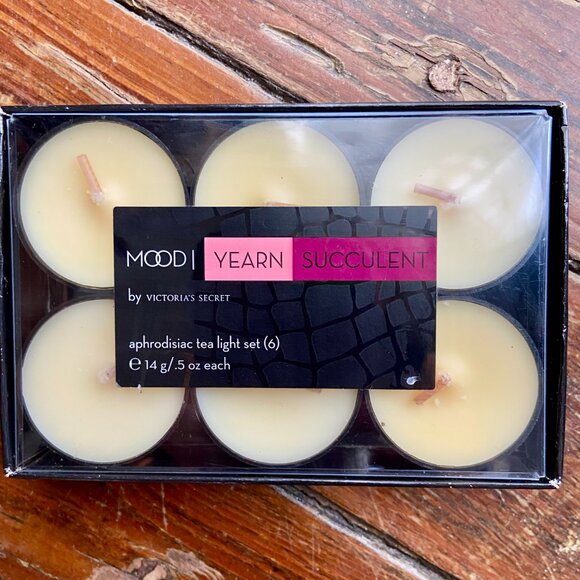 MOOD| YEARN SUCCULENT
by VICTORIA'S SECRET
aphrodisiac tea light set (6)
℮ 14 g/.5 oz each